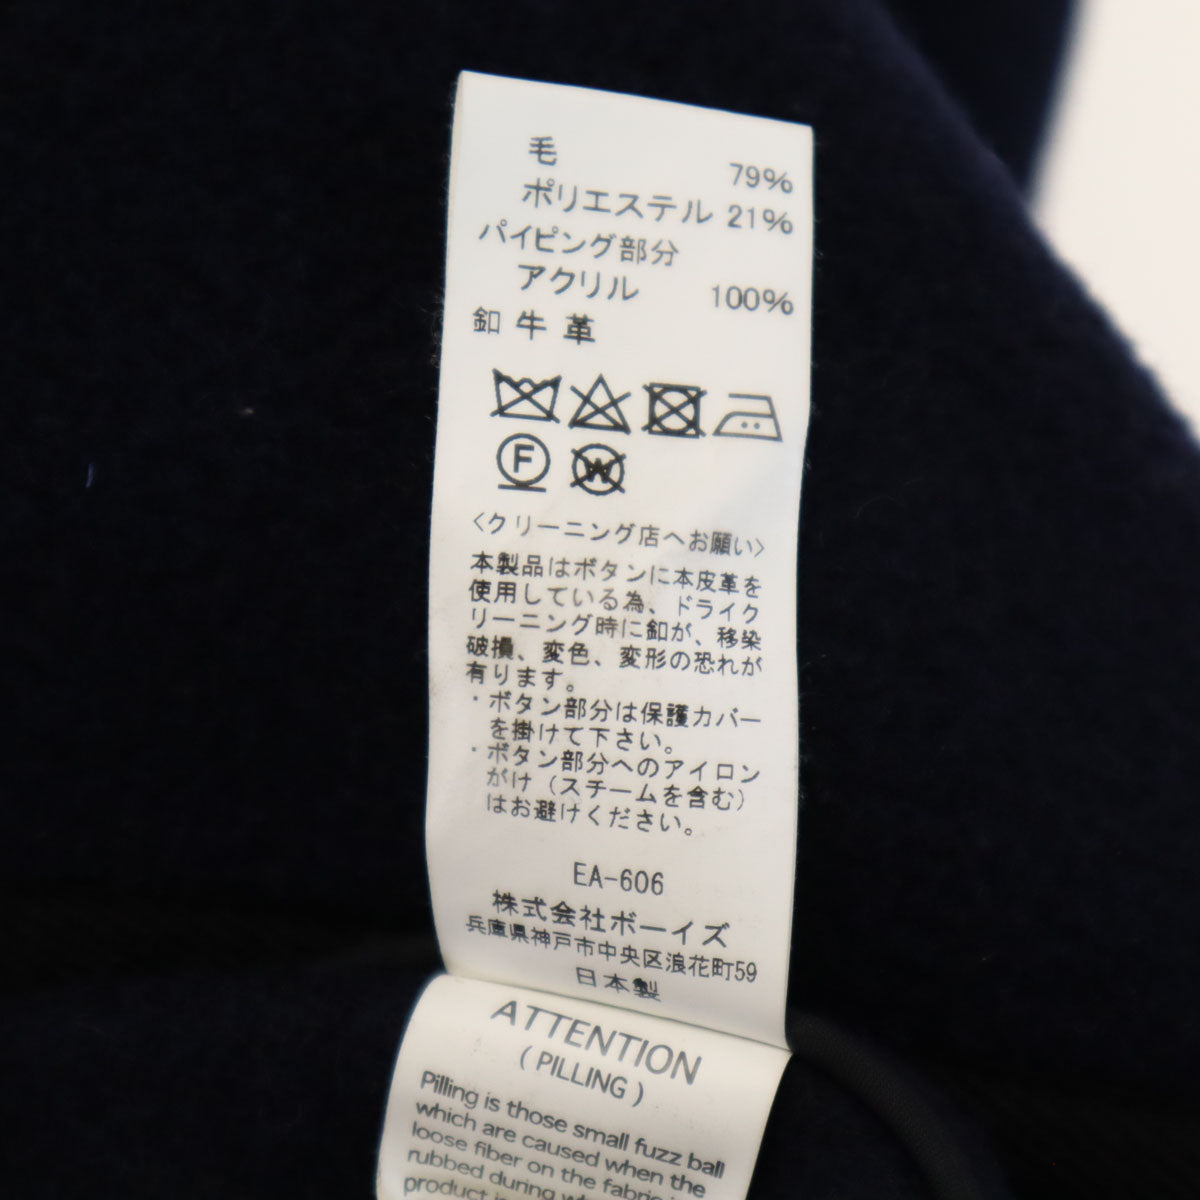 毛 79%
ポリエステル 21%
パイピング部分
アクリル 100%
釦 牛 革
F
W
<クリーニング店へお願い>
本製品はボタンに本皮革を
使用している為、ドライク
リーニング時に釦が、移染
破損、変色、変形の恐れが
有ります。
・ボタン部分は保護カバー
を掛けて下さい。
・ボタン部分へのアイロン
がけ（スチームを含む）
はお避けください。
EA-606
株式会社ボーイズ
兵庫県神戸市中央区浪花町59
日本製
ATTENTION
( PILLING )
Pilling is those small fuzz ball
which are caused when the
loose fiber on the fabric
rubbed during
product